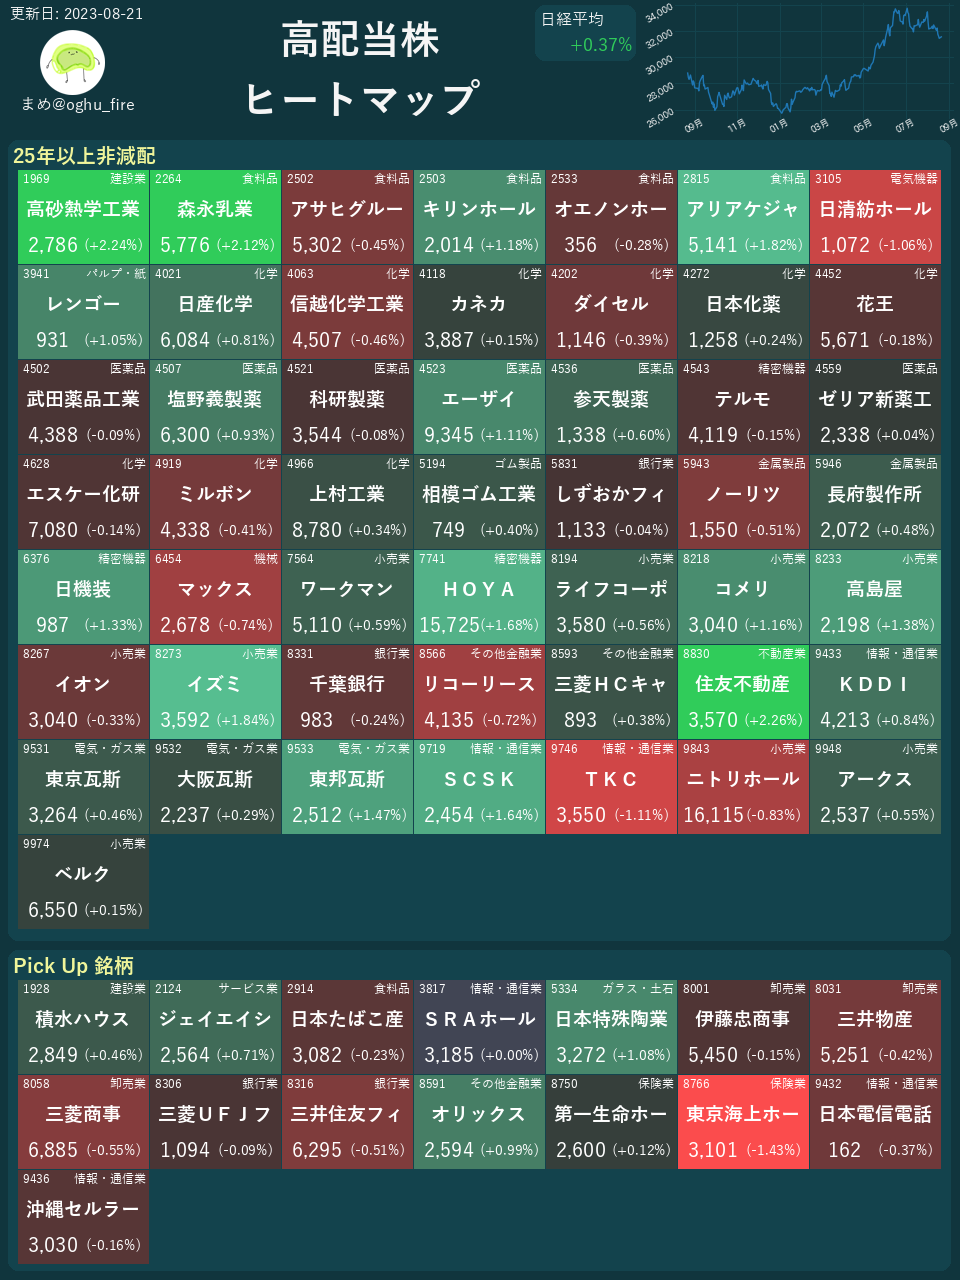 更新日: 2023-08-21
まめ@oghu_fire
高配当株
ヒートマップ
日経平均
+0.37%
34,000
32,000
30,000
28,000
26,000
09月 11月 01月 03月 05月 07月 09月
25年以上非減配
1969 建設業 2264 食料品 2502 食料品 2503 食料品 2533 食料品 2815 食料品 3105 電気機器
高砂熱学工業 森永乳業 アサヒグルー キリンホール オエノンホー アリアケジャ 日清紡ホール
2,786 (+2.24%) 5,776 (+2.12%) 5,302 (-0.45%) 2,014 (+1.18%) 356 (-0.28%) 5,141 (+1.82%) 1,072 (-1.06%)
3941 パルプ・紙 4021 化学 4063 化学 4118 化学 4202 化学 4272 化学 4452 化学
レンゴー 日産化学 信越化学工業 カネカ ダイセル 日本化薬 花王
931 (+1.05%) 6,084 (+0.81%) 4,507 (-0.46%) 3,887 (+0.15%) 1,146 (-0.39%) 1,258 (+0.24%) 5,671 (-0.18%)
4502 医薬品 4507 医薬品 4521 医薬品 4523 医薬品 4536 医薬品 4543 精密機器 4559 医薬品
武田薬品工業 塩野義製薬 科研製薬 エーザイ 参天製薬 テルモ ゼリア新薬工
4,388 (-0.09%) 6,300 (+0.93%) 3,544 (-0.08%) 9,345 (+1.11%) 1,338 (+0.60%) 4,119 (-0.15%) 2,338 (+0.04%)
4628 化学 4919 化学 4966 化学 5194 ゴム製品 5831 銀行業 5943 金属製品 5946 金属製品
エスケー化研 ミルボン 上村工業 相模ゴム工業 しずおかフィ ノーリツ 長府製作所
7,080 (-0.14%) 4,338 (-0.41%) 8,780 (+0.34%) 749 (+0.40%) 1,133 (-0.04%) 1,550 (-0.51%) 2,072 (+0.48%)
6376 精密機器 6454 機械 7564 小売業 7741 精密機器 8194 小売業 8218 小売業 8233 小売業
日機装 マックス ワークマン ＨＯＹＡ ライフコーポ コメリ 高島屋
987 (+1.33%) 2,678 (-0.74%) 5,110 (+0.59%) 15,725(+1.68%) 3,580 (+0.56%) 3,040 (+1.16%) 2,198 (+1.38%)
8267 小売業 8273 小売業 8331 銀行業 8566 その他金融業 8593 その他金融業 8830 不動産業 9433 情報・通信業
イオン イズミ 千葉銀行 リコーリース 三菱ＨＣキャ 住友不動産 ＫＤＤＩ
3,040 (-0.33%) 3,592 (+1.84%) 983 (-0.24%) 4,135 (-0.72%) 893 (+0.38%) 3,570 (+2.26%) 4,213 (+0.84%)
9531 電気・ガス業 9532 電気・ガス業 9533 電気・ガス業 9719 情報・通信業 9746 情報・通信業 9843 小売業 9948 小売業
東京瓦斯 大阪瓦斯 東邦瓦斯 ＳＣＳＫ ＴＫＣ ニトリホール アークス
3,264 (+0.46%) 2,237 (+0.29%) 2,512 (+1.47%) 2,454 (+1.64%) 3,550 (-1.11%) 16,115(-0.83%) 2,537 (+0.55%)
9974 小売業
ベルク
6,550 (+0.15%)
Pick Up 銘柄
1928 建設業 2124 サービス業 2914 食料品 3817 情報・通信業 5334 ガラス・土石 8001 卸売業 8031 卸売業
積水ハウス ジェイエイシ 日本たばこ産 ＳＲＡホール 日本特殊陶業 伊藤忠商事 三井物産
2,849 (+0.46%) 2,564 (+0.71%) 3,082 (-0.23%) 3,185 (+0.00%) 3,272 (+1.08%) 5,450 (-0.15%) 5,251 (-0.42%)
8058 卸売業 8306 銀行業 8316 銀行業 8591 その他金融業 8750 保険業 8766 保険業 9432 情報・通信業
三菱商事 三菱ＵＦＪフ 三井住友フィ オリックス 第一生命ホー 東京海上ホー 日本電信電話
6,885 (-0.55%) 1,094 (-0.09%) 6,295 (-0.51%) 2,594 (+0.99%) 2,600 (+0.12%) 3,101 (-1.43%) 162 (-0.37%)
9436 情報・通信業
沖縄セルラー
3,030 (-0.16%)